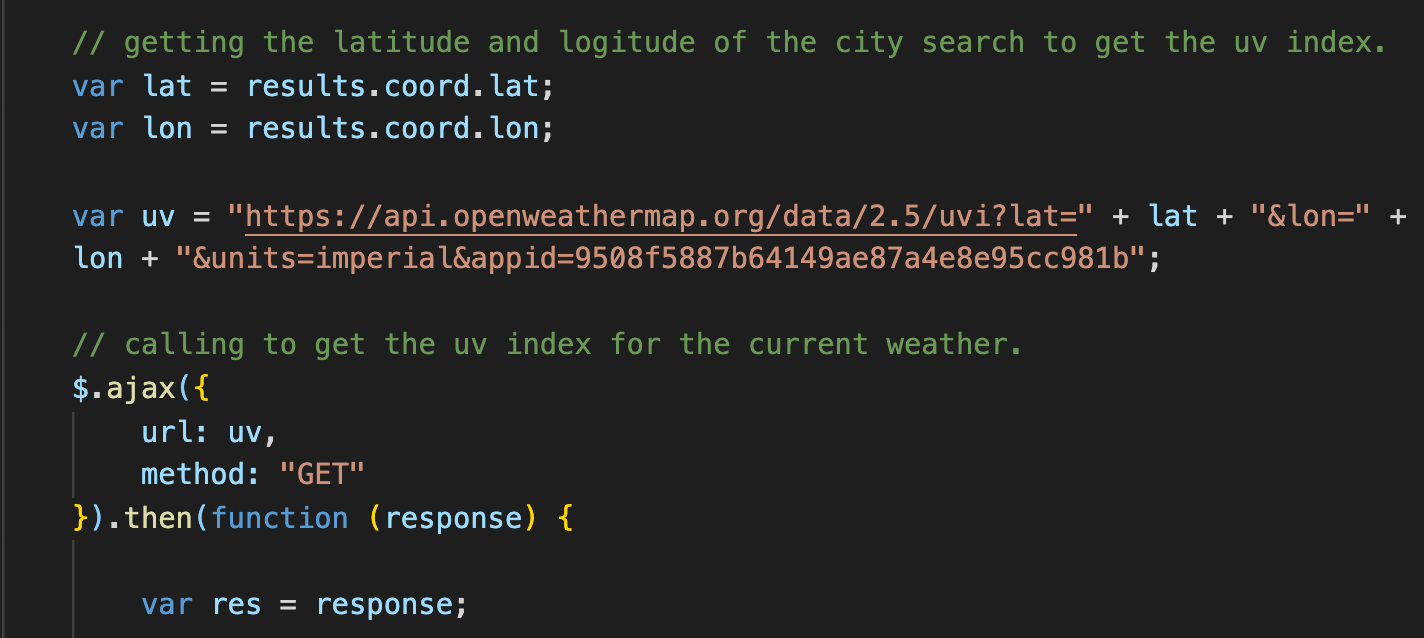 // getting the latitude and logitude of the city search to get the uv index.
var lat = results.coord.lat;
var lon = results.coord.lon;
var uv = "https://api.openweathermap.org/data/2.5/uvi?lat=" + lat + "&lon=" +
lon + "&units=imperial&appid=9508f5887b64149ae87a4e8e95cc981b";
// calling to get the uv index for the current weather.
$.ajax({
    url: uv,
    method: "GET"
}).then(function (response) {
    var res = response;